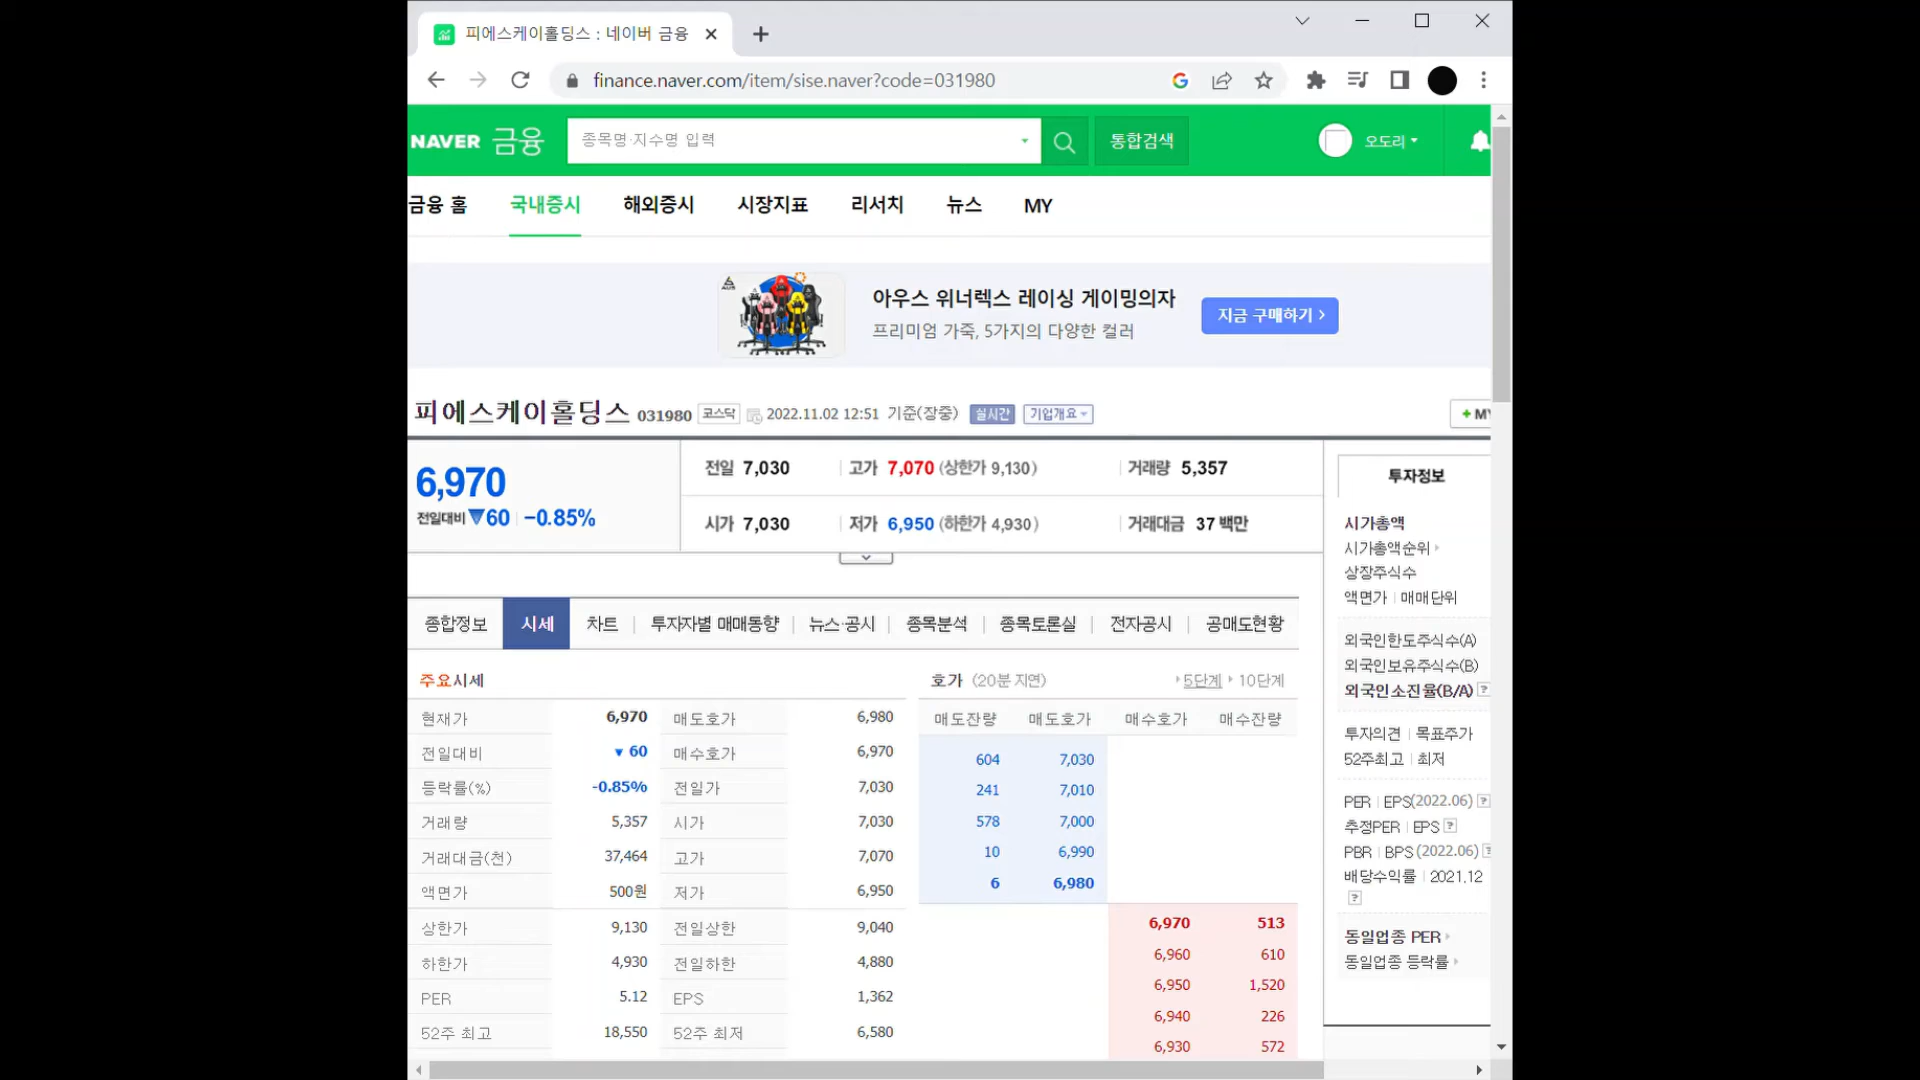 피에스케이홀딩스 : 네이버 금융
finance.naver.com/item/sise.naver?code=031980
NAVER 금융 종목명·지수명 입력 통합검색 오도리
금융 홈 국내증시 해외증시 시장지표 리서치 뉴스 MY
아우스 위너렉스 레이싱 게이밍의자
프리미엄 가죽, 5가지의 다양한 컬러
지금 구매하기
피에스케이홀딩스 031980 코스닥 2022.11.02 12:51 기준(장중) 실시간 기업개요 + MY
6,970
전일대비 ▼60 -0.85%
전일 7,030 고가 7,070 (상한가 9,130) 거래량 5,357
시가 7,030 저가 6,950 (하한가 4,930) 거래대금 37 백만
종합정보 시세 차트 투자자별 매매동향 뉴스·공시 종목분석 종목토론실 전자공시 공매도현황
주요시세
현재가 6,970 매도호가 6,980
전일대비 ▼ 60 매수호가 6,970
등락률(%) -0.85% 전일가 7,030
거래량 5,357 시가 7,030
거래대금(천) 37,464 고가 7,070
액면가 500원 저가 6,950
상한가 9,130 전일상한 9,040
하한가 4,930 전일하한 4,880
PER 5.12 EPS 1,362
52주 최고 18,550 52주 최저 6,580
호가 (20분 지연) 5단계 10단계
매도잔량 매도호가 매수호가 매수잔량
604 7,030
241 7,010
578 7,000
10 6,990
6 6,980
6,970 513
6,960 610
6,950 1,520
6,940 226
6,930 572
투자정보
시가총액
시가총액순위
상장주식수
액면가 | 매매단위
외국인한도주식수(A)
외국인보유주식수(B)
외국인소진율(B/A) ?
투자의견 | 목표주가
52주최고 | 최저
PER | EPS(2022.06) ?
추정PER | EPS ?
PBR | BPS (2022.06) ?
배당수익률 | 2021.12
?
동일업종 PER
동일업종 등락률